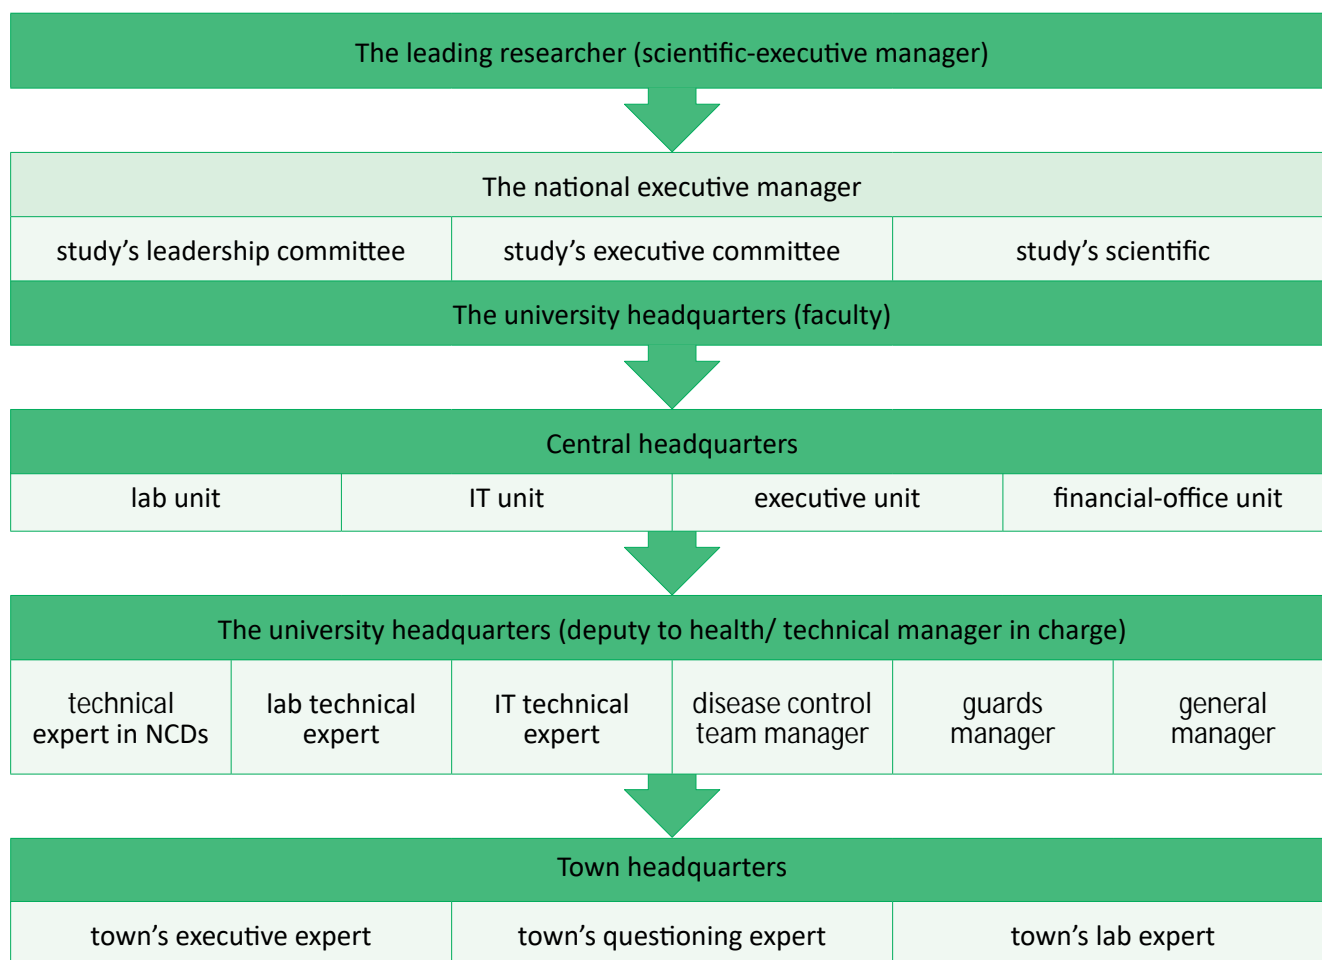 The leading researcher (scientific-executive manager)
The national executive manager
study’s leadership committee
study’s executive committee
study’s scientific
The university headquarters (faculty)
Central headquarters
lab unit
IT unit
executive unit
financial-office unit
The university headquarters (deputy to health/ technical manager in charge)
technical
expert in NCDs
lab technical
expert
IT technical
expert
disease control
team manager
guards
manager
general
manager
Town headquarters
town’s executive expert
town’s questioning expert
town’s lab expert